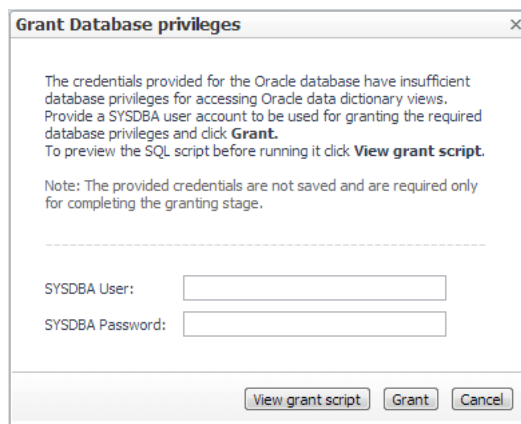 Grant Database privileges
The credentials provided for the Oracle database have insufficient
database privileges for accessing Oracle data dictionary views.
Provide a SYSDBA user account to be used for granting the required
database privileges and click Grant.
To preview the SQL script before running it click View grant script.
Note: The provided credentials are not saved and are required only
for completing the granting stage.
SYSDBA User:
SYSDBA Password:
View grant script Grant Cancel